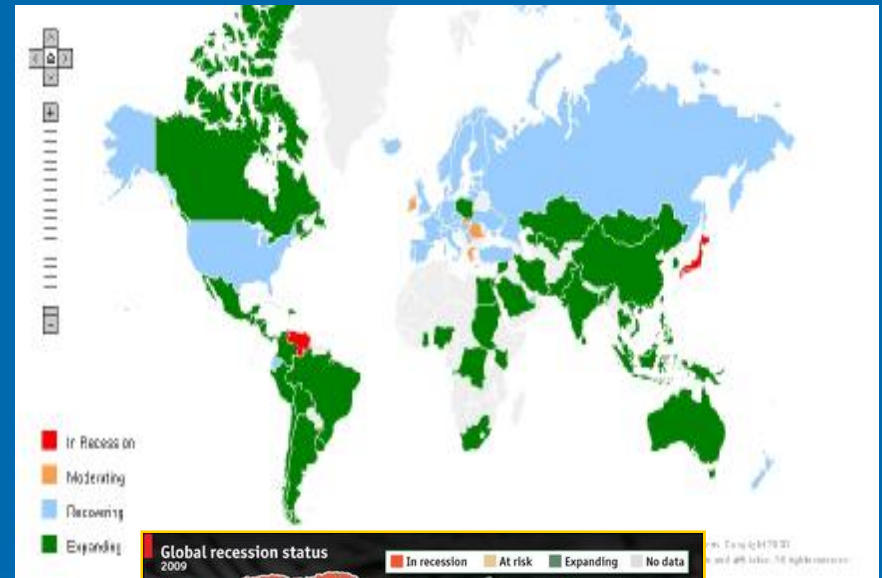 In Recession
Moderating
Recovering
Expanding
Global recession status
2009
In recession
At risk
Expanding
No data